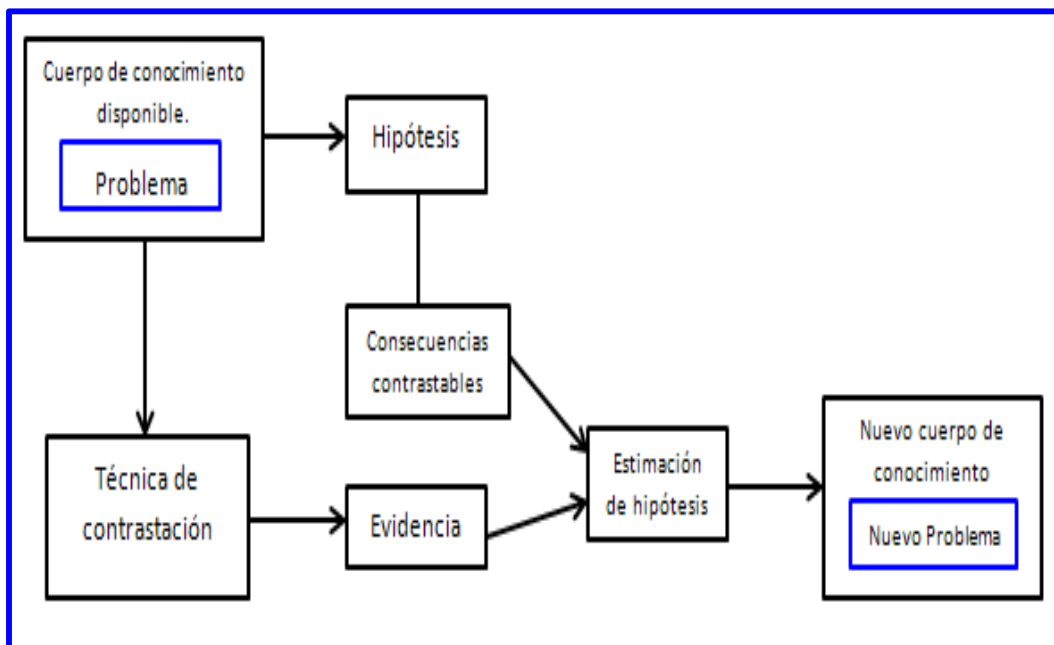 Cuerpo de conocimiento
disponible.
Problema
Hipótesis
Consecuencias
contrastables
Técnica de
contrastación
Evidencia
Estimación
de hipótesis
Nuevo cuerpo de
conocimiento
Nuevo Problema